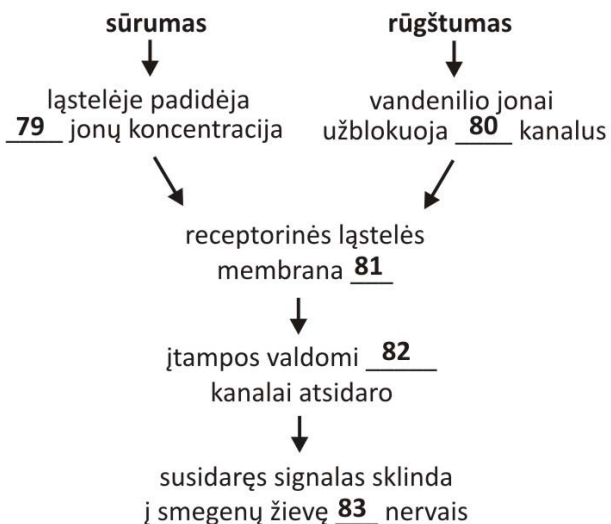 sūrumas
rūgštumas
ląstelėje padidėja
79 jonų koncentracija
vandenilio jonai
užblokuoja 80 kanalus
receptorinės ląstelės
membrana 81
įtampos valdomi 82
kanalai atsidaro
susidaręs signalas sklinda
į smegenų žievę 83 nervais